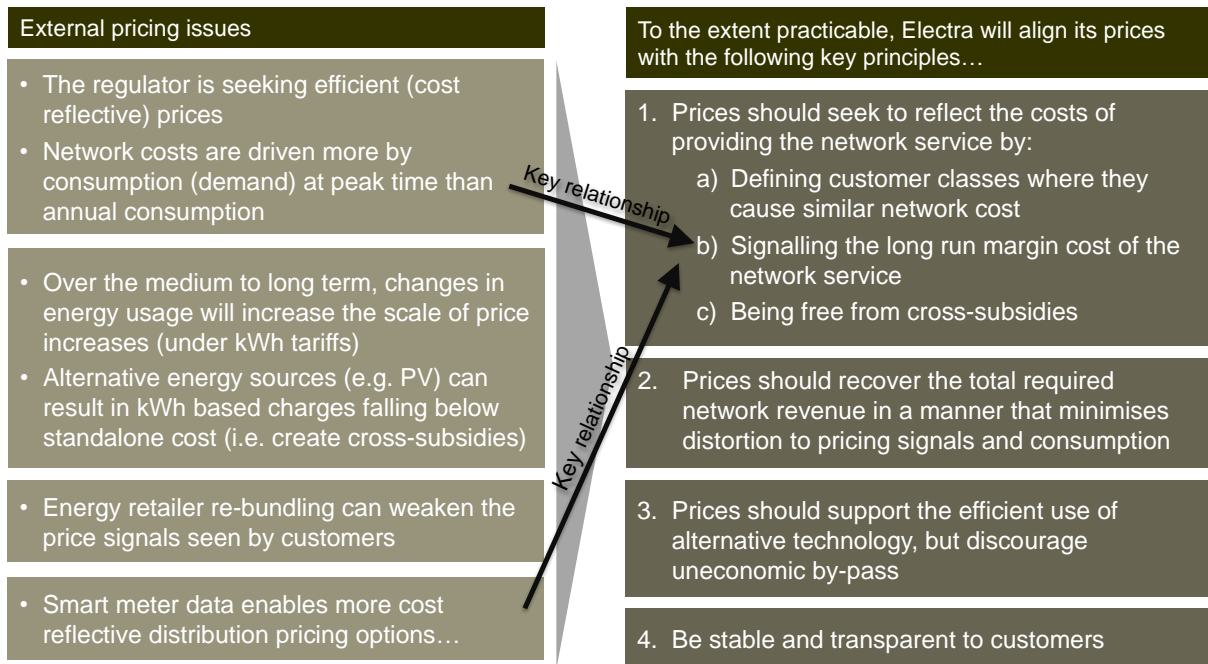 External pricing issues
• The regulator is seeking efficient (cost
reflective) prices
• Network costs are driven more by
consumption (demand) at peak time than
annual consumption
• Over the medium to long term, changes in
energy usage will increase the scale of price
increases (under kWh tariffs)
• Alternative energy sources (e.g. PV) can
result in kWh based charges falling below
standalone cost (i.e. create cross-subsidies)
• Energy retailer re-bundling can weaken the
price signals seen by customers
• Smart meter data enables more cost
reflective distribution pricing options…
Key relationship
Key relationship
To the extent practicable, Electra will align its prices
with the following key principles…
1. Prices should seek to reflect the costs of
providing the network service by:
a) Defining customer classes where they
cause similar network cost
b) Signalling the long run margin cost of the
network service
c) Being free from cross-subsidies
2. Prices should recover the total required
network revenue in a manner that minimises
distortion to pricing signals and consumption
3. Prices should support the efficient use of
alternative technology, but discourage
uneconomic by-pass
4. Be stable and transparent to customers